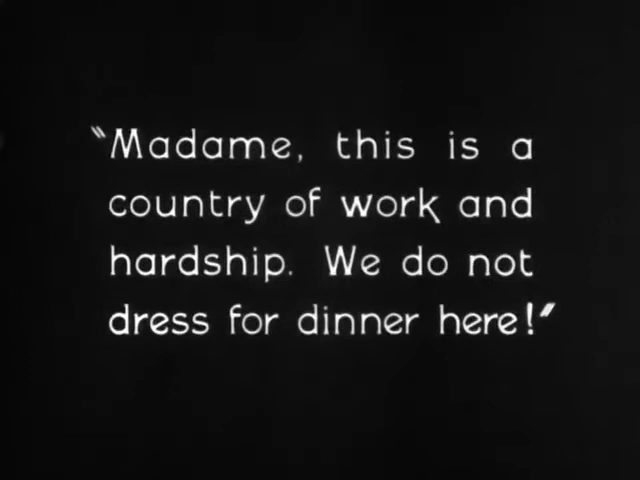 "Madame, this is a
country of work and
hardship. We do not
dress for dinner here!"